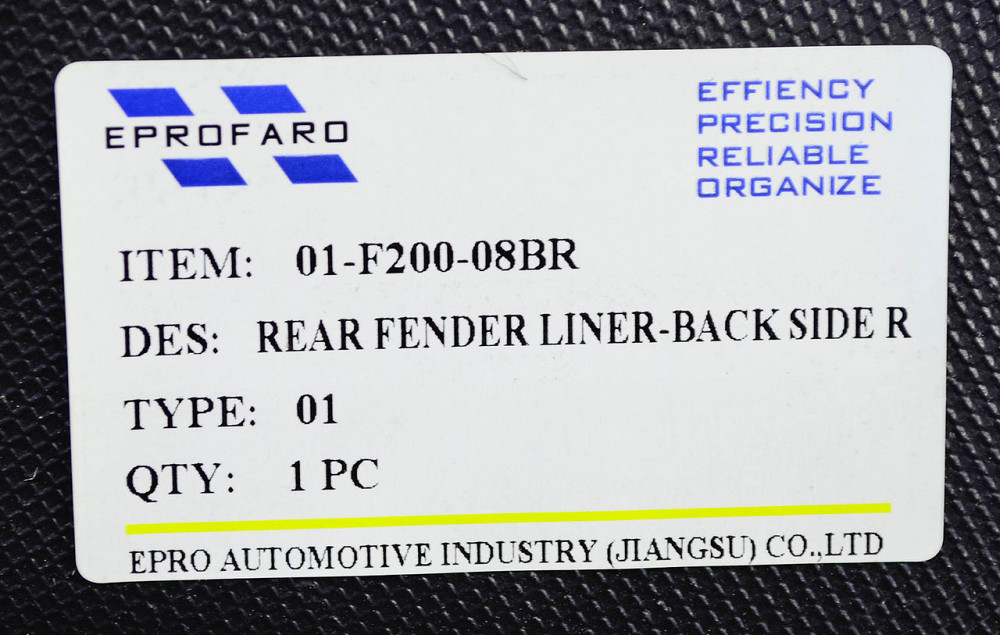 EPROFARO
EFFIENCY
PRECISION
RELIABLE
ORGANIZE
ITEM: 01-F200-08BR
DES: REAR FENDER LINER-BACK SIDE R
TYPE: 01
QTY: 1 PC
EPRO AUTOMOTIVE INDUSTRY (JIANGSU) CO.,LTD